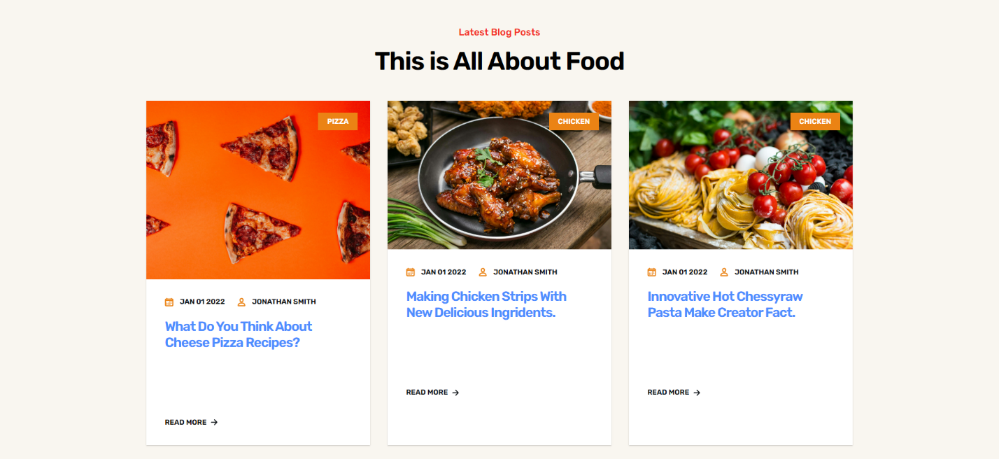 Latest Blog Posts
This is All About Food
PIZZA
JAN 01 2022 JONATHAN SMITH
What Do You Think About
Cheese Pizza Recipes?
READ MORE →
CHICKEN
JAN 01 2022 JONATHAN SMITH
Making Chicken Strips With
New Delicious Ingridents.
READ MORE →
CHICKEN
JAN 01 2022 JONATHAN SMITH
Innovative Hot Chessyraw
Pasta Make Creator Fact.
READ MORE →